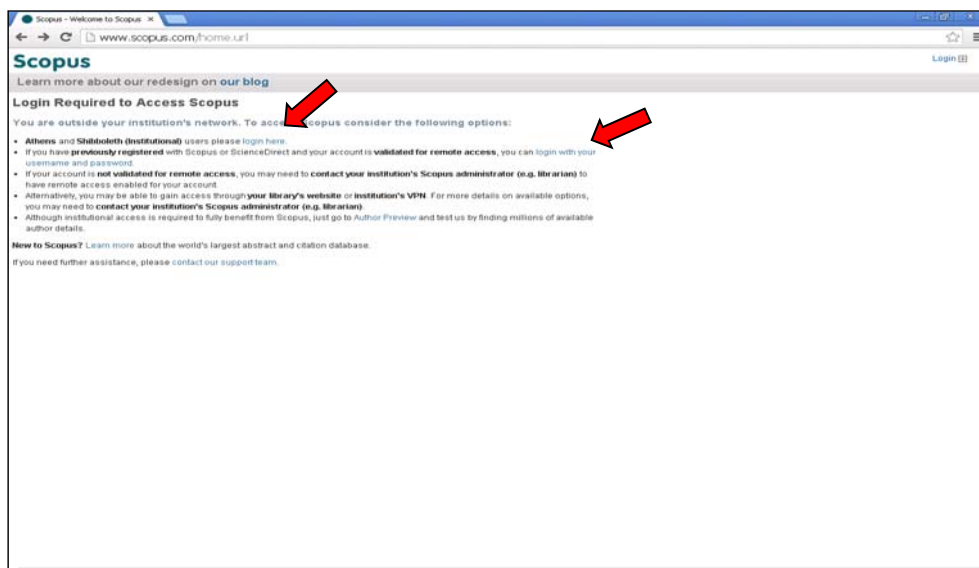 Scopus - Welcome to Scopus
www.scopus.com/home.url
Scopus
Login
Learn more about our redesign on our blog
Login Required to Access Scopus
You are outside your institution's network. To access Scopus consider the following options:
Athens and Shibboleth (Institutional) users please login here.
If you have previously registered with Scopus or ScienceDirect and your account is validated for remote access, you can login with your
username and password.
If your account is not validated for remote access, you may need to contact your institution's Scopus administrator (e.g. librarian) to
have remote access enabled for your account.
Alternatively, you may be able to gain access through your library's website or institution's VPN. For more details on available options,
you may need to contact your institution's Scopus administrator (e.g. librarian).
Although institutional access is required to fully benefit from Scopus, just go to Author Preview and test us by finding millions of available
author details.
New to Scopus? Learn more about the world's largest abstract and citation database.
If you need further assistance, please contact our support team.